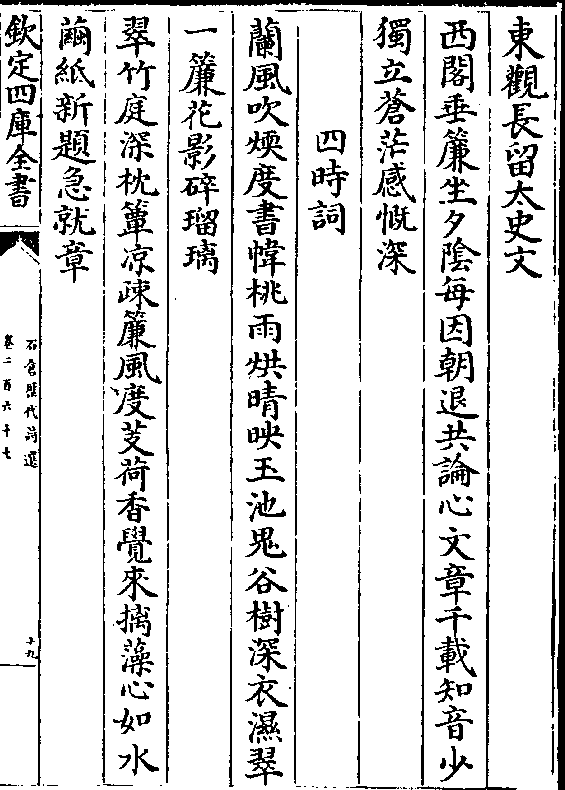 東觀長留太史文
西閣垂簾坐夕陰每因朝退共論心文章千載知音少
獨立蒼茫感慨深
四時詞
蘭風吹煖度書幃桃雨烘晴映玉池鬼谷樹深衣濕翠
一簾花影碎瑠璃
翠竹庭深枕簟凉疎簾風度芰荷香覺來摛藻心如水
繭紙新題急就章
欽定四庫全書
石倉歷代詩選
卷二百六十七
十九